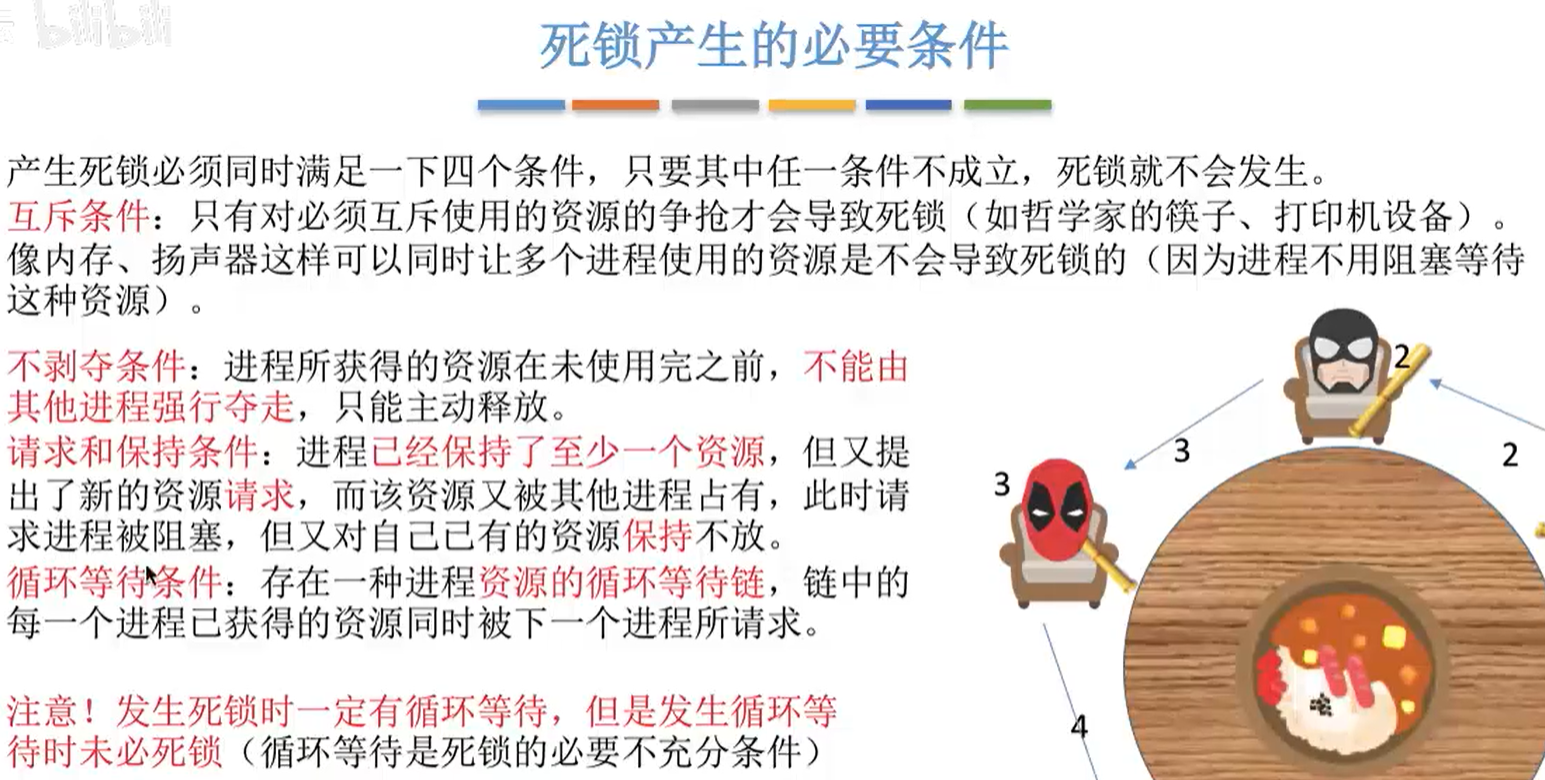 bilibili
死锁产生的必要条件
产生死锁必须同时满足一下四个条件，只要其中任一条件不成立，死锁就不会发生。
互斥条件：只有对必须互斥使用的资源的争抢才会导致死锁（如哲学家的筷子、打印机设备）。
像内存、扬声器这样可以同时让多个进程使用的资源是不会导致死锁的（因为进程不用阻塞等待
这种资源）。
不剥夺条件：进程所获得的资源在未使用完之前，不能由
其他进程强行夺走，只能主动释放。
请求和保持条件：进程已经保持了至少一个资源，但又提
出了新的资源请求，而该资源又被其他进程占有，此时请
求进程被阻塞，但又对自己已有的资源保持不放。
循环等待条件：存在一种进程资源的循环等待链，链中的
每一个进程已获得的资源同时被下一个进程所请求。
注意！发生死锁时一定有循环等待，但是发生循环等
待时未必死锁（循环等待是死锁的必要不充分条件）
2
3
2
3
4